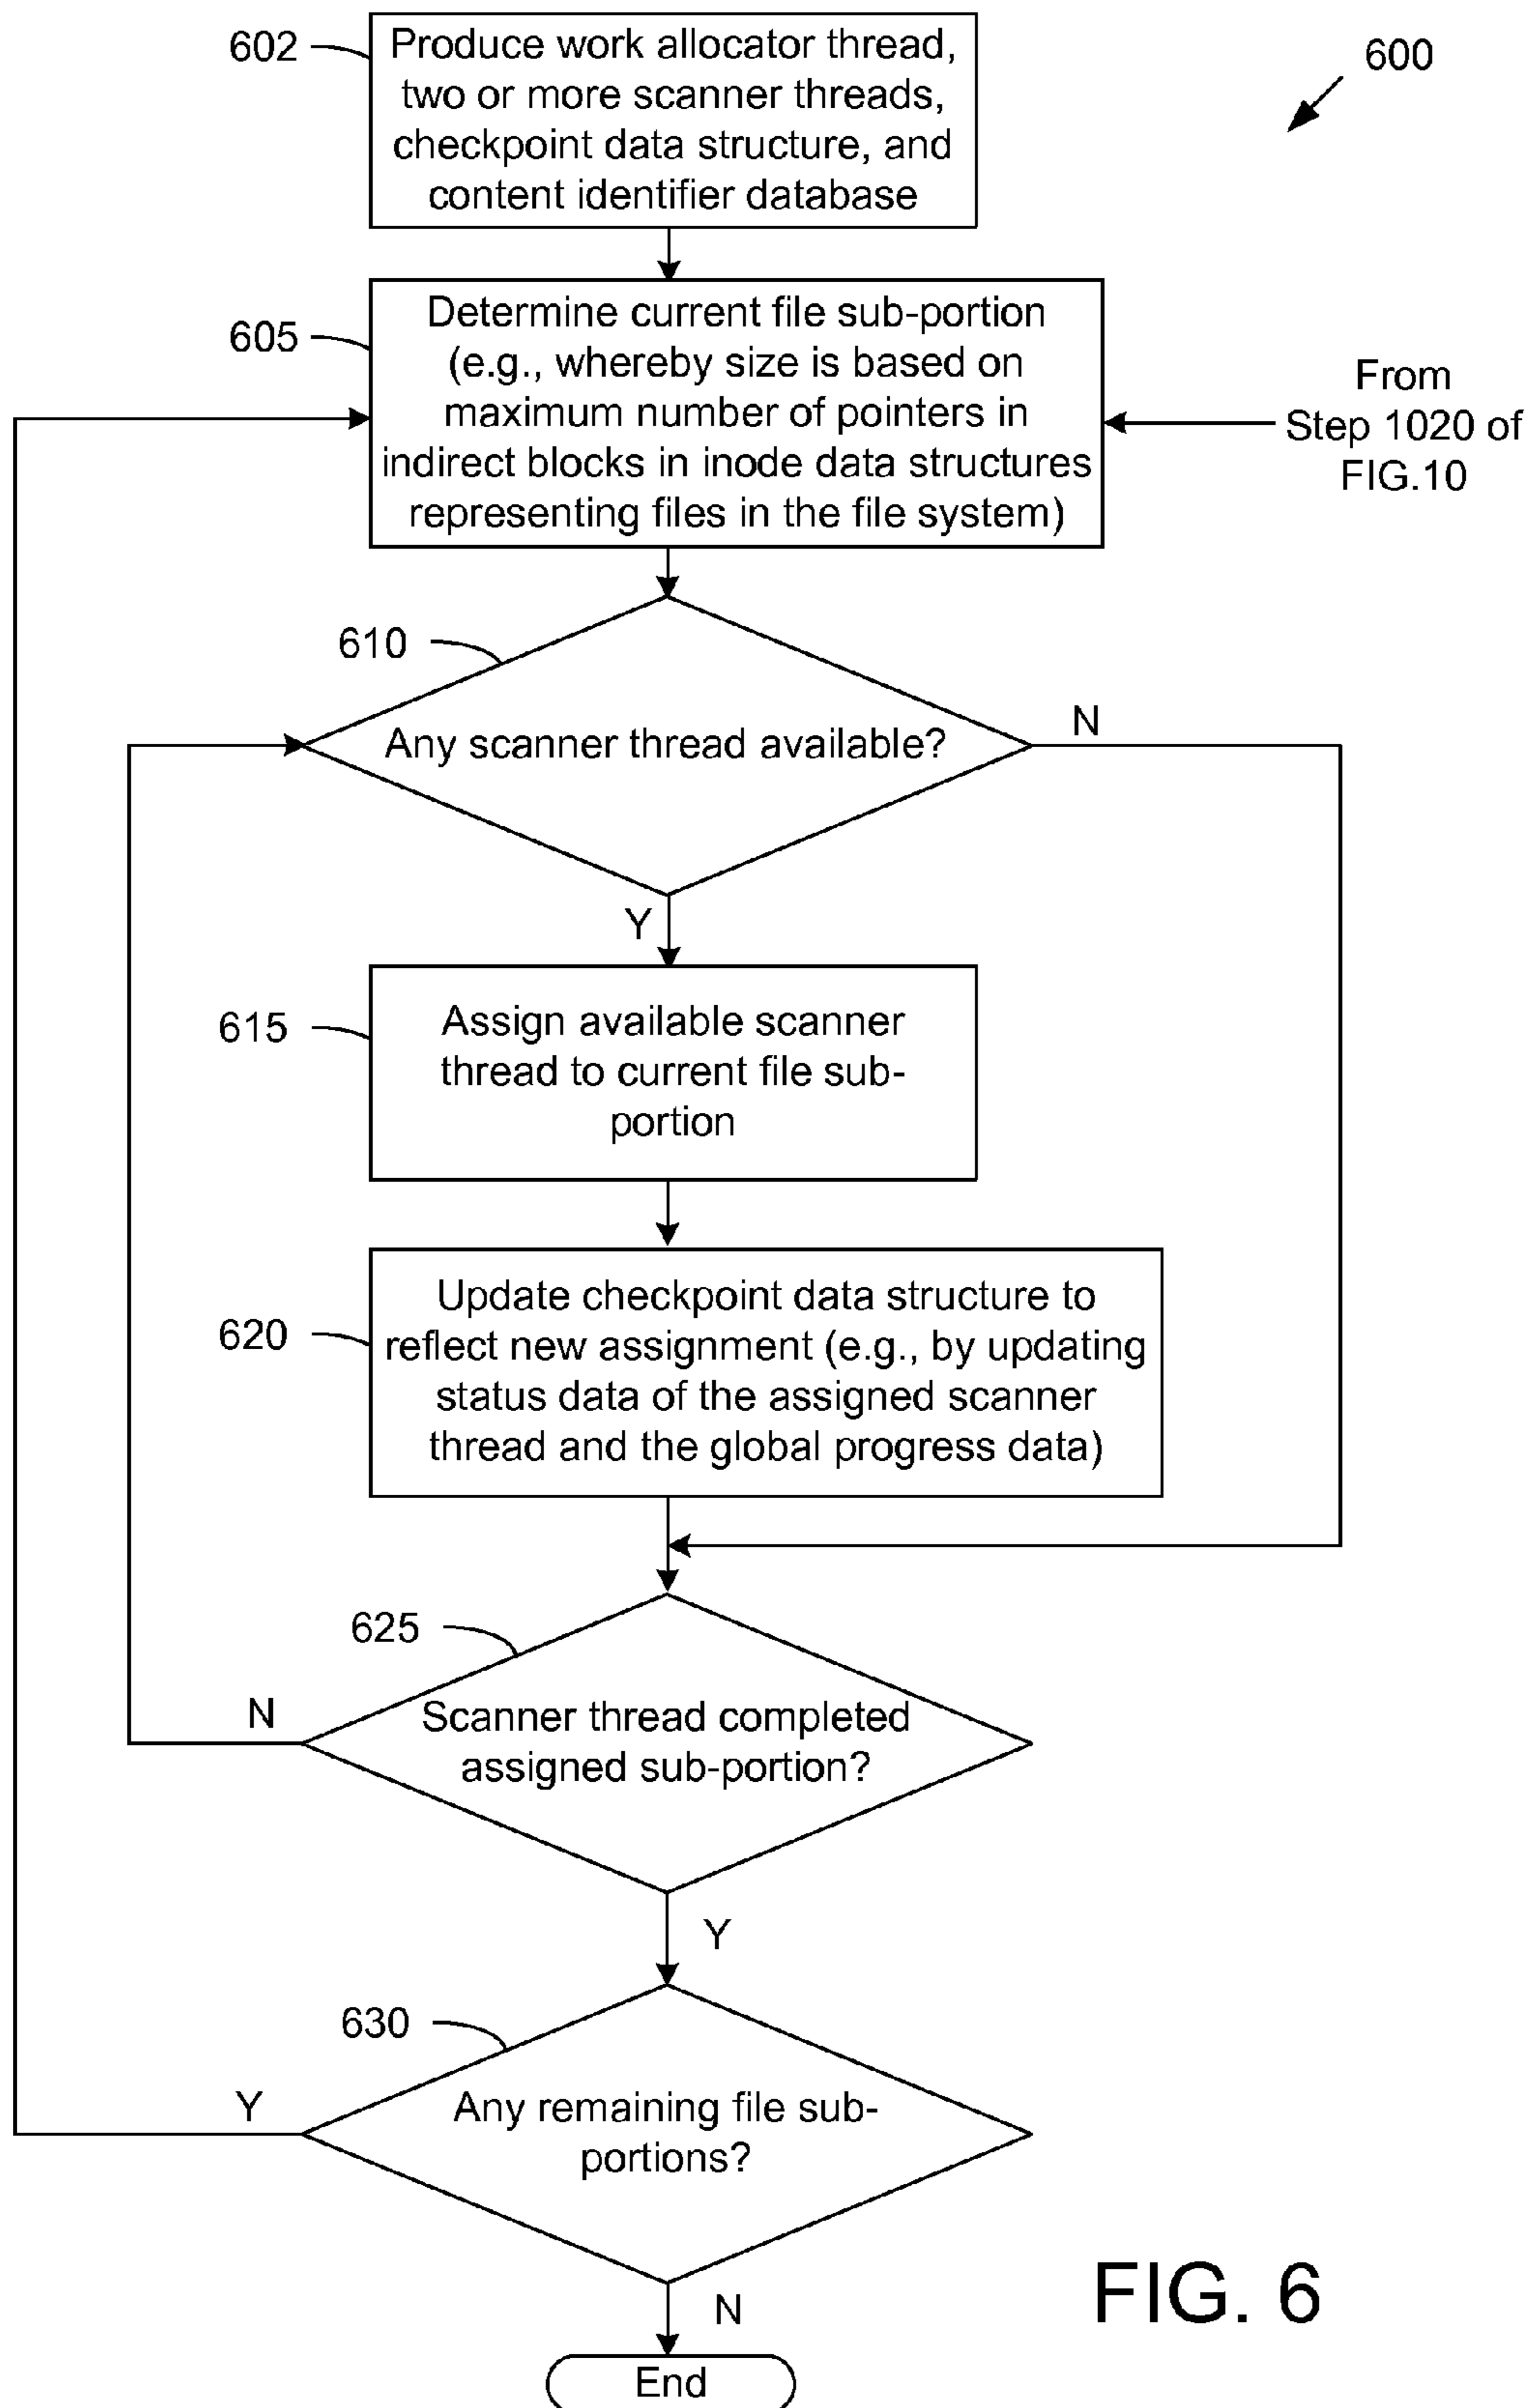 602
Produce work allocator thread,
two or more scanner threads,
checkpoint data structure, and
content identifier database
600
605
Determine current file sub-portion
(e.g., whereby size is based on
maximum number of pointers in
indirect blocks in inode data structures
representing files in the file system)
From
Step 1020 of
FIG.10
610
Any scanner thread available?
N
Y
615
Assign available scanner
thread to current file sub-
portion
620
Update checkpoint data structure to
reflect new assignment (e.g., by updating
status data of the assigned scanner
thread and the global progress data)
625
Scanner thread completed
assigned sub-portion?
N
Y
630
Any remaining file sub-
portions?
Y
N
End
FIG. 6